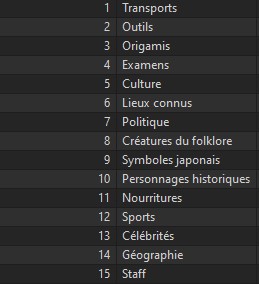 1 Transports
2 Outils
3 Origamis
4 Examens
5 Culture
6 Lieux connus
7 Politique
8 Créatures du folklore
9 Symboles japonais
10 Personnages historiques
11 Nourritures
12 Sports
13 Célébrités
14 Géographie
15 Staff